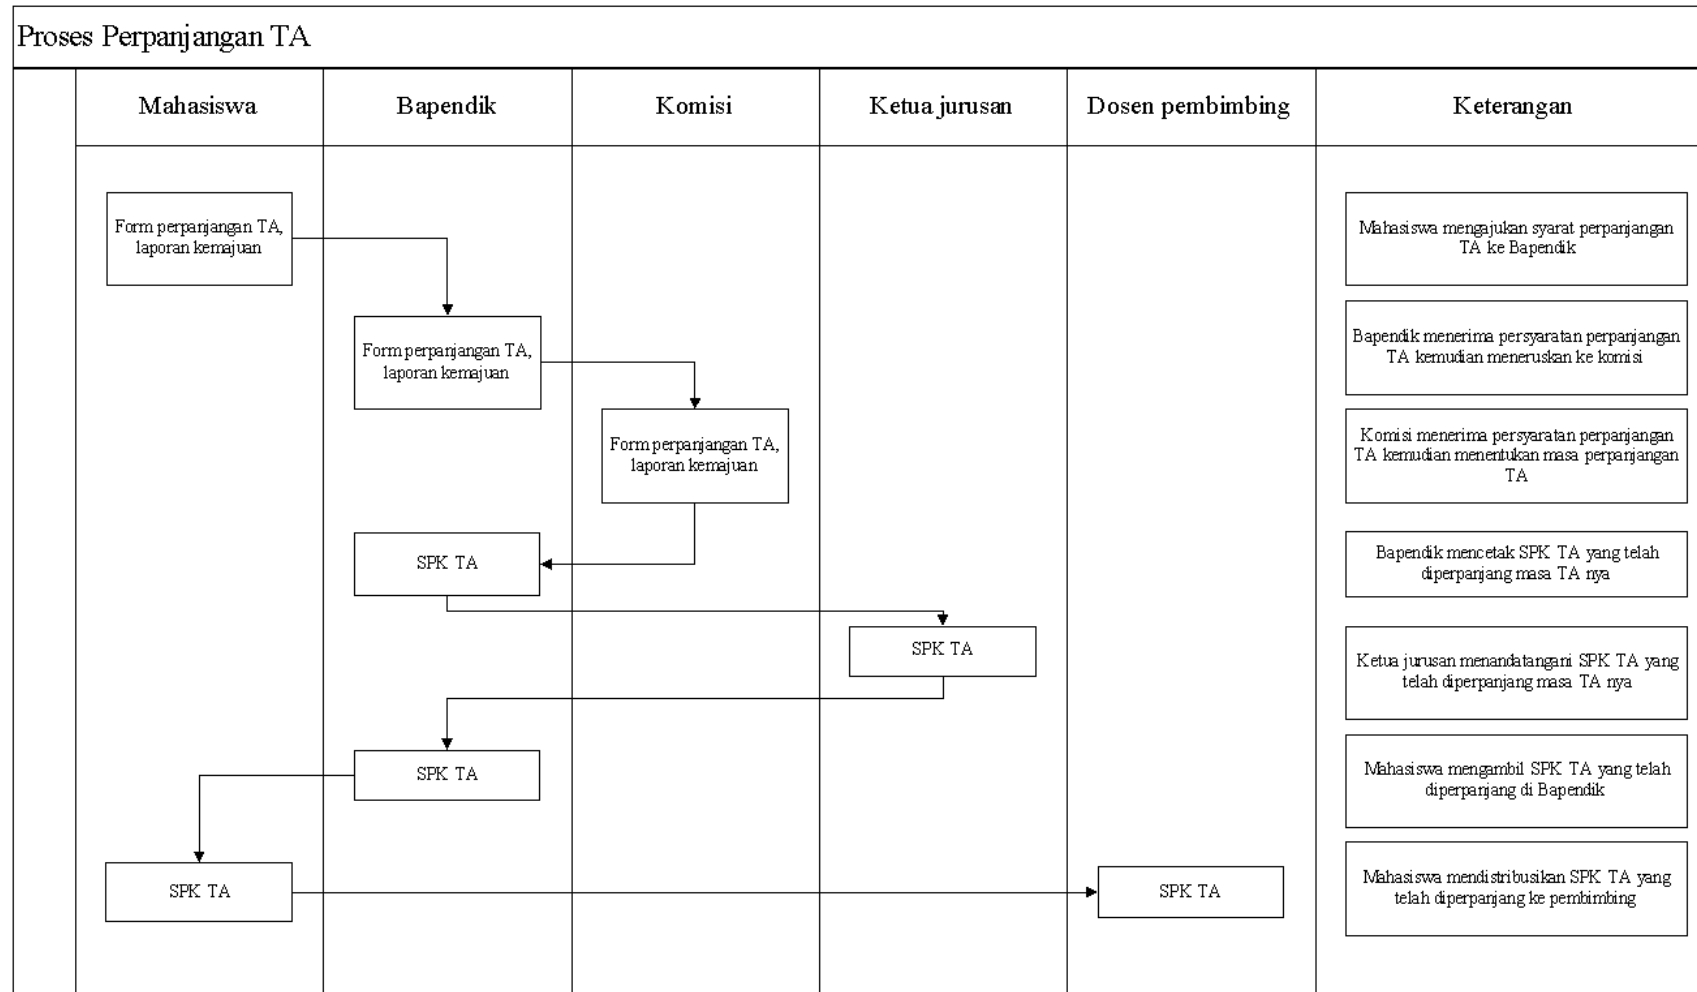 Proses Perpanjangan TA
Mahasiswa
Bapendik
Komisi
Ketua jurusan
Dosen pembimbing
Keterangan
Form perpanjangan TA,
laporan kemajuan
Mahasiswa mengajukan syarat perpanjangan
TA ke Bapendik
Form perpanjangan TA,
laporan kemajuan
Bapendik menerima persyaratan perpanjangan
TA kemudian meneruskan ke komisi
Form perpanjangan TA,
laporan kemajuan
Komisi menerima persyaratan perpanjangan
TA kemudian menentukan masa perpanjangan
TA
SPK TA
Bapendik mencetak SPK TA yang telah
diperpanjang masa TA nya
SPK TA
Ketua jurusan menandatangani SPK TA yang
telah diperpanjang masa TA nya
SPK TA
Mahasiswa mengambil SPK TA yang telah
diperpanjang di Bapendik
SPK TA
SPK TA
Mahasiswa mendistribusikan SPK TA yang
telah diperpanjang ke pembimbing